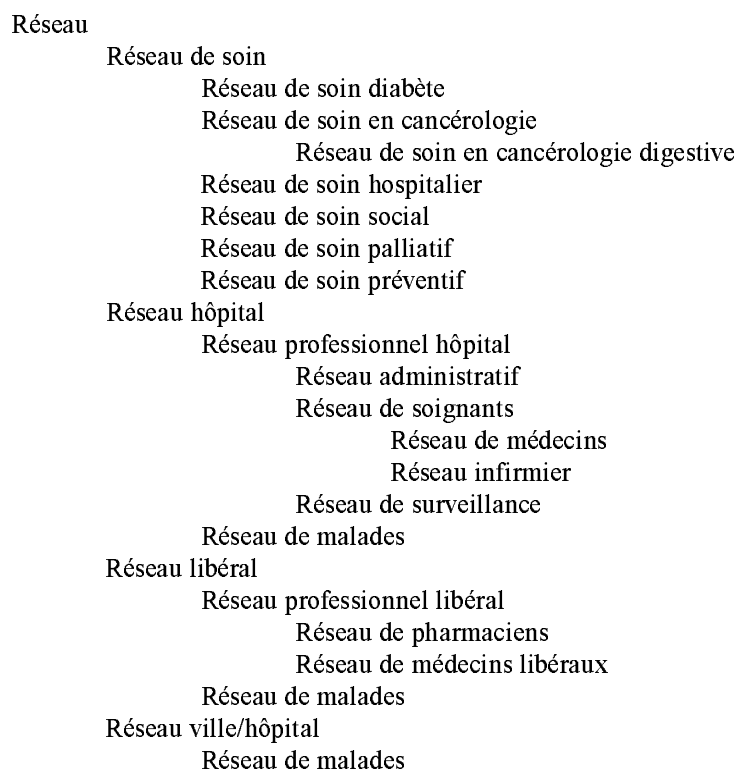 Réseau
Réseau de soin
Réseau de soin diabète
Réseau de soin en cancérologie
Réseau de soin en cancérologie digestive
Réseau de soin hospitalier
Réseau de soin social
Réseau de soin palliatif
Réseau de soin préventif
Réseau hôpital
Réseau professionnel hôpital
Réseau administratif
Réseau de soignants
Réseau de médecins
Réseau infirmier
Réseau de surveillance
Réseau de malades
Réseau libéral
Réseau professionnel libéral
Réseau de pharmaciens
Réseau de médecins libéraux
Réseau de malades
Réseau ville/hôpital
Réseau de malades